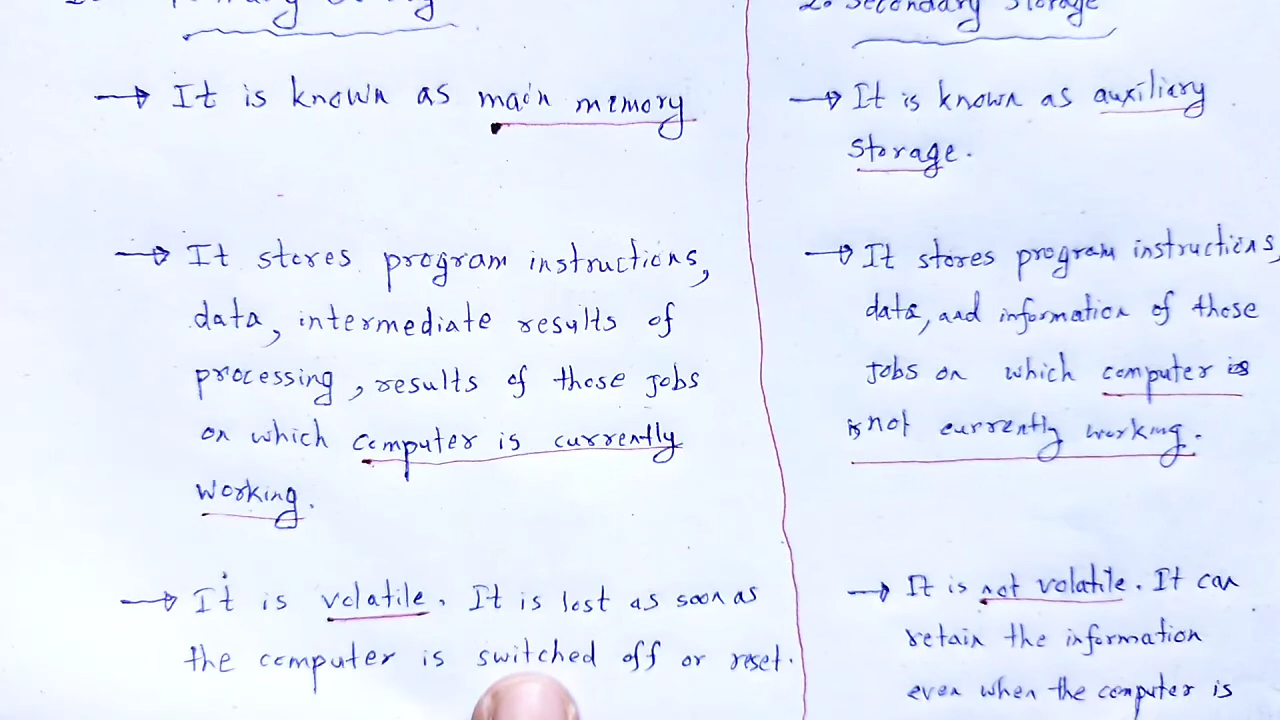 2. Secondary Storage
→ It is known as main memory
→ It stores program instructions,
data, intermediate results of
processing, results of those jobs
on which computer is currently
working.
→ It is volatile. It is lost as soon as
the computer is switched off or reset.
→ It is known as auxiliary
storage.
→ It stores program instructions,
data, and information of those
jobs on which computer is
is not currently working.
→ It is not volatile. It can
retain the information
even when the computer is